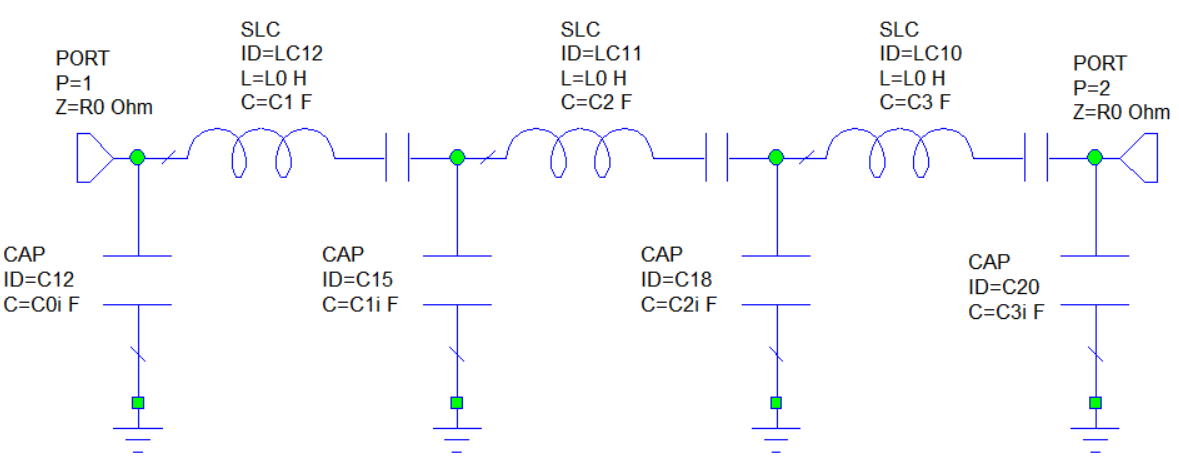 PORT
P=1
Z=R0 Ohm
SLC
ID=LC12
L=L0 H
C=C1 F
SLC
ID=LC11
L=L0 H
C=C2 F
SLC
ID=LC10
L=L0 H
C=C3 F
PORT
P=2
Z=R0 Ohm
CAP
ID=C12
C=C0i F
CAP
ID=C15
C=C1i F
CAP
ID=C18
C=C2i F
CAP
ID=C20
C=C3i F